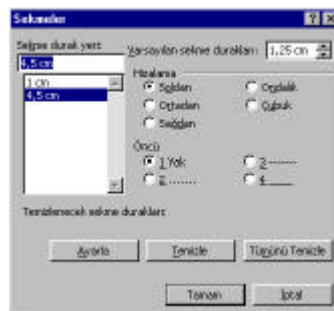 Sekmeler
Sekme durak yeri:
Varsayılan sekme durakları:
1,25 cm
4,5 cm
1 cm
4,5 cm
Hizalama
Soldan
Ondalık
Ortadan
Çubuk
Sağdan
Öncü
1 Yok
3 -------
2 .......
4 ____
Temizlenecek sekme durakları:
Ayarla
Temizle
Tümünü Temizle
Tamam
İptal